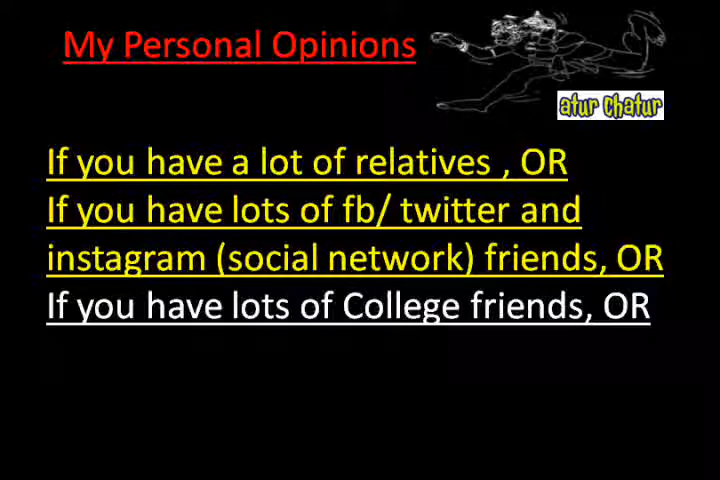 My Personal Opinions
atur chatur
If you have a lot of relatives , OR
If you have lots of fb/ twitter and
instagram (social network) friends, OR
If you have lots of College friends, OR